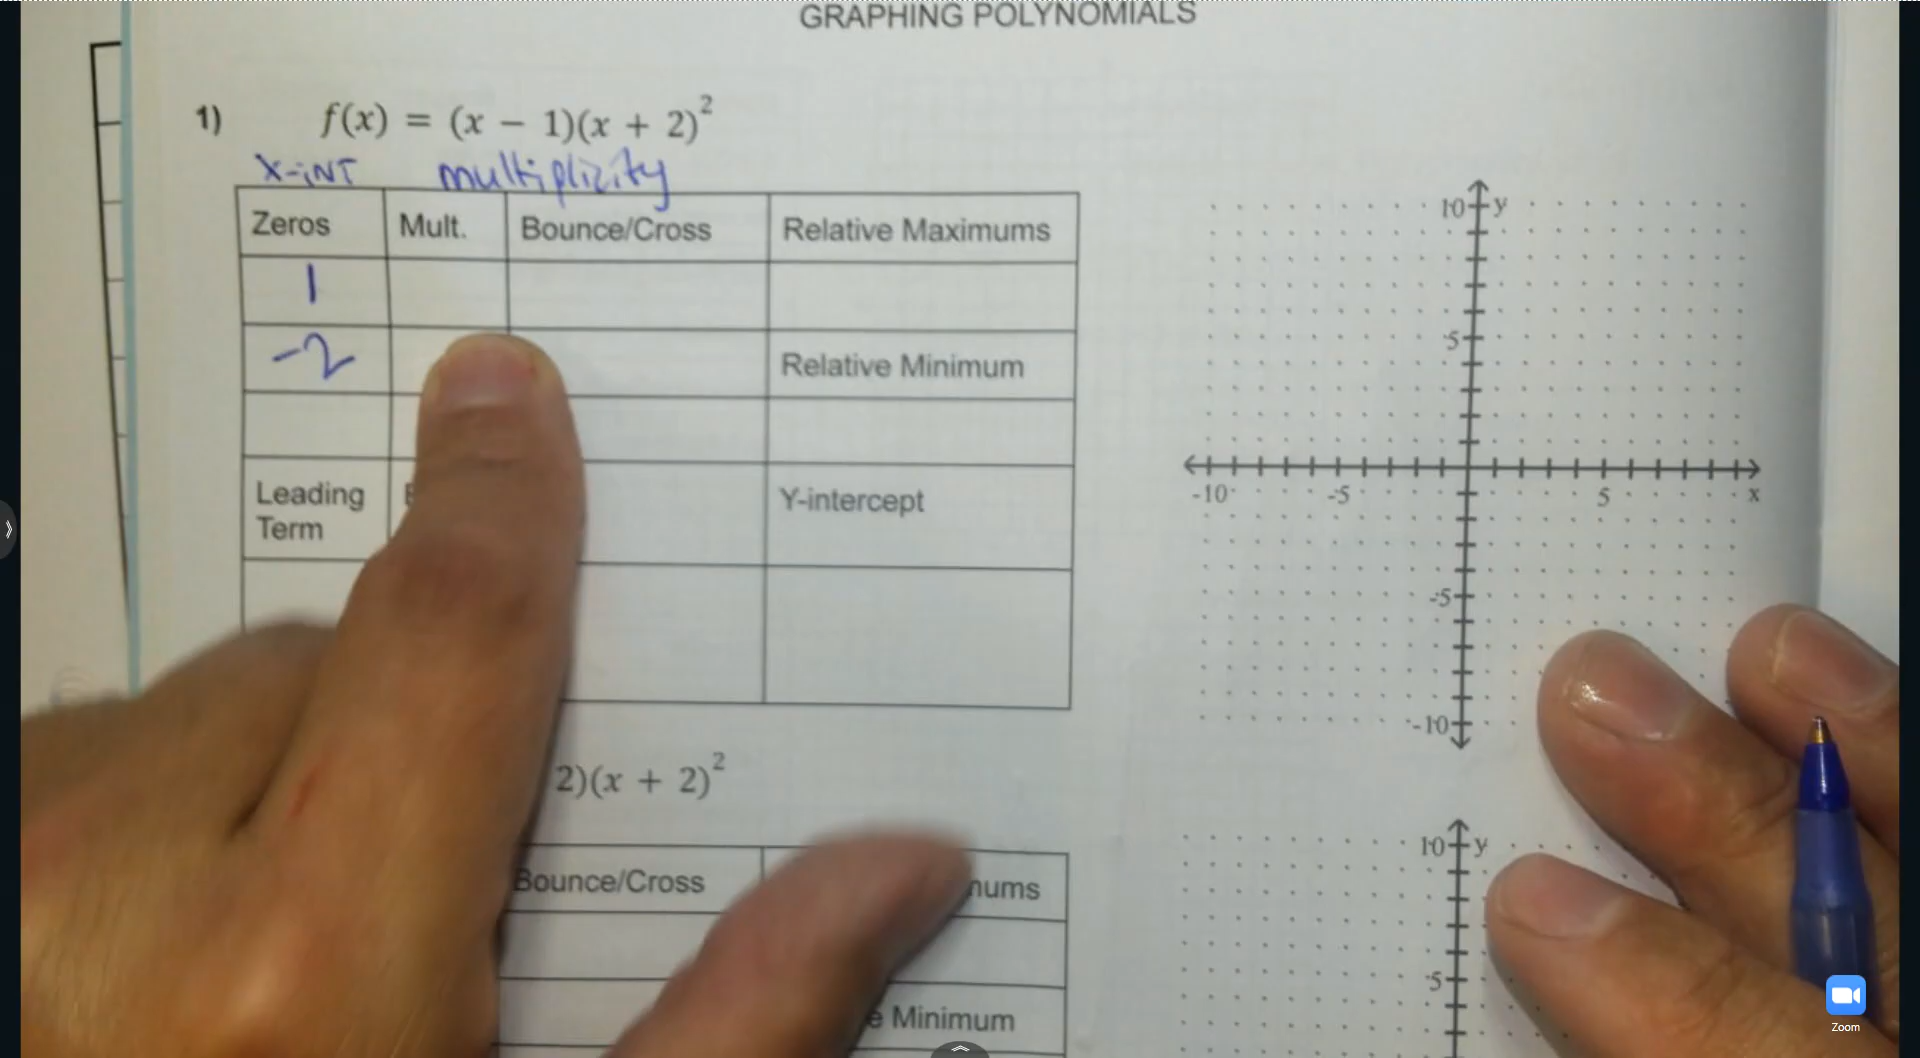 GRAPHING POLYNOMIALS
1) f(x) = (x − 1)(x + 2)²
x-iNT multiplicity
Zeros Mult. Bounce/Cross Relative Maximums
1
-2 Relative Minimum
Leading Term Y-intercept
10 y
5
-10 -5 5 x
-5
-10
2)(x + 2)²
Bounce/Cross nums
e Minimum
10 y
5
Zoom